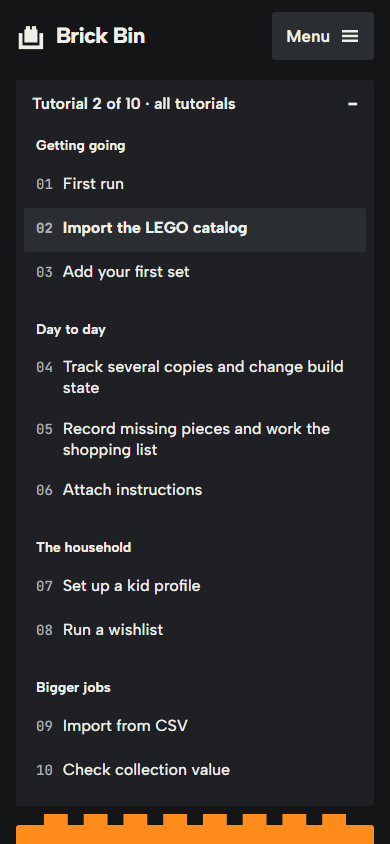 Brick Bin
Menu
Tutorial 2 of 10 · all tutorials
Getting going
01 First run
02 Import the LEGO catalog
03 Add your first set
Day to day
04 Track several copies and change build
state
05 Record missing pieces and work the
shopping list
06 Attach instructions
The household
07 Set up a kid profile
08 Run a wishlist
Bigger jobs
09 Import from CSV
10 Check collection value